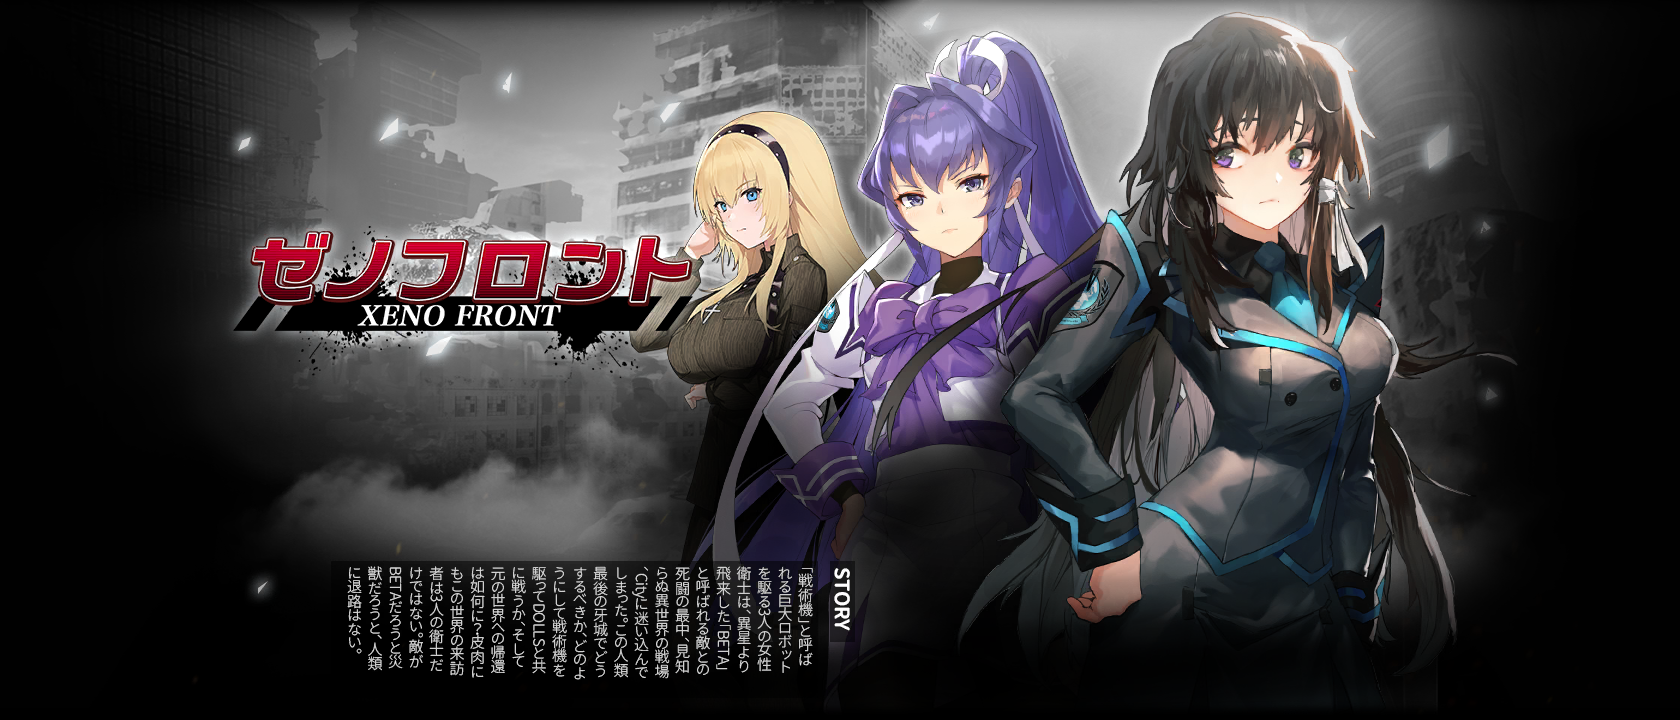 ゼノフロント
XENO FRONT
STORY
「戦術機」と呼ば
れる巨大ロボット
を駆る3人の女性
衛士は、異星より
飛来した「BETA」
と呼ばれる敵との
死闘の最中、見知
らぬ異世界の戦場
、Cityに迷い込んで
しまった。この人類
最後の牙城でどう
するべきか、どのよ
うにして戦術機を
駆ってDOLLSと共
に戦うか、そして
元の世界への帰還
は如何に?皮肉に
もこの世界の来訪
者は3人の衛士だ
けではない。敵が
BETAだろうと災
獣だろうと、人類
に退路はない。